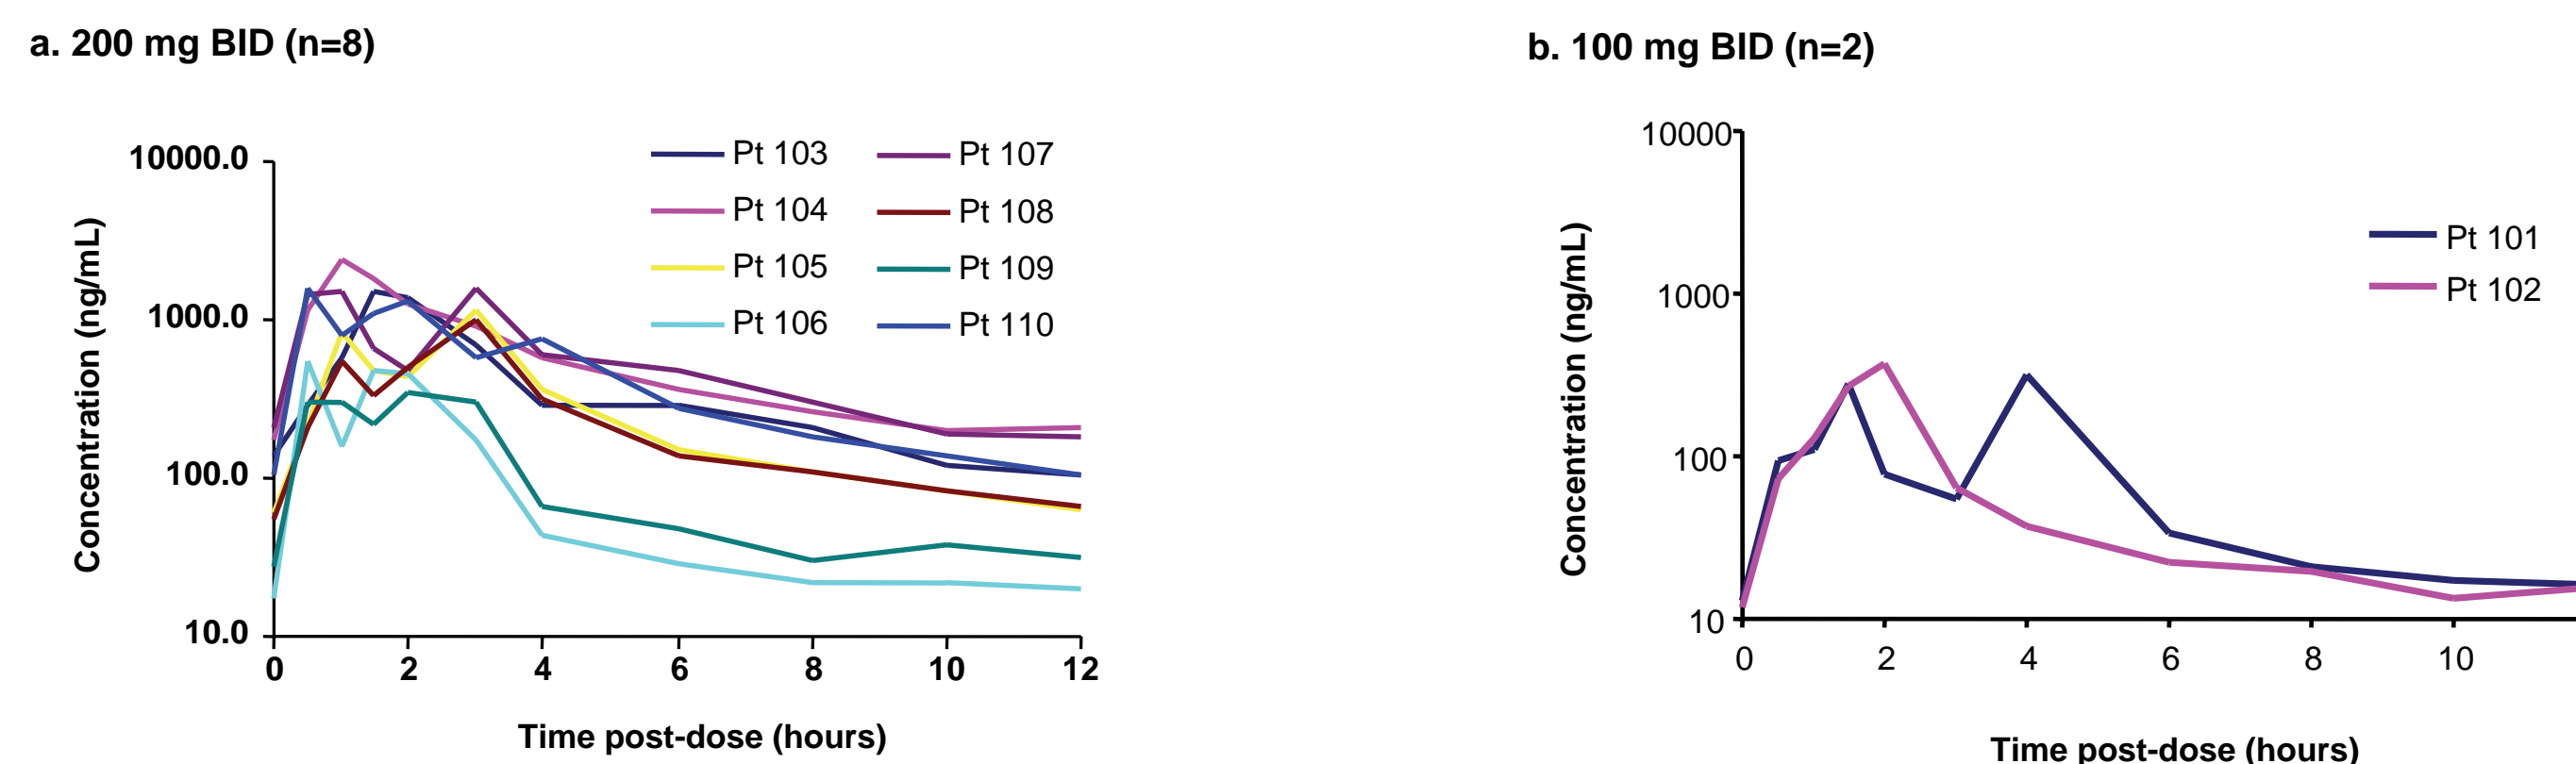 a. 200 mg BID (n=8)
10000.0
1000.0
100.0
10.0
Concentration (ng/mL)
Pt 103
Pt 107
Pt 104
Pt 108
Pt 105
Pt 109
Pt 106
Pt 110
0 2 4 6 8 10 12
Time post-dose (hours)
b. 100 mg BID (n=2)
10000
1000
100
10
Concentration (ng/mL)
Pt 101
Pt 102
0 2 4 6 8 10
Time post-dose (hours)